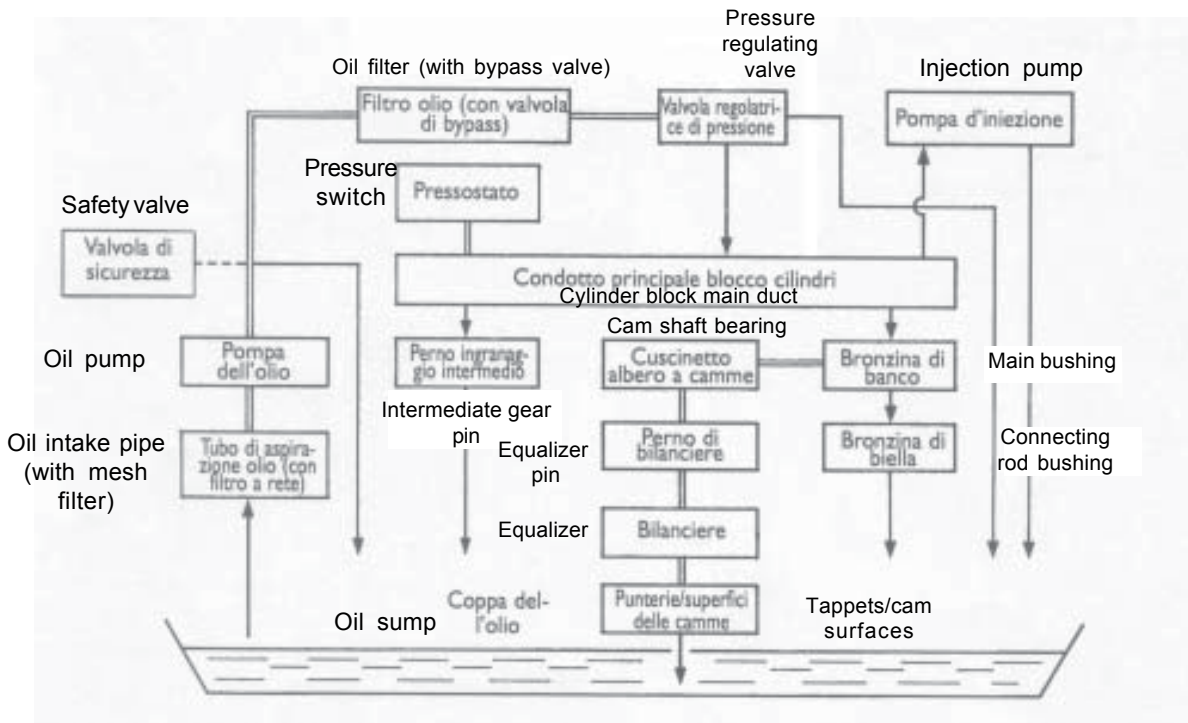 Pressure
regulating
valve
Oil filter (with bypass valve)
Injection pump
Filtro olio (con valvola
di bypass)
Valvola regolatri-
ce di pressione
Pompa d'iniezione
Pressure
switch
Pressostato
Safety valve
Valvola di
sicurezza
Condotto principale blocco cilindri
Cylinder block main duct
Cam shaft bearing
Oil pump
Pompa
dell'olio
Perno ingranag-
gio intermedio
Cuscinetto
albero a camme
Bronzina di
banco
Main bushing
Intermediate gear
pin
Oil intake pipe
(with mesh
filter)
Tubo di aspira-
zione olio (con
filtro a rete)
Equalizer
pin
Perno di
bilanciere
Bronzina di
biella
Connecting
rod bushing
Equalizer
Bilanciere
Oil sump
Coppa del-
l'olio
Punterie/superfici
delle camme
Tappets/cam
surfaces